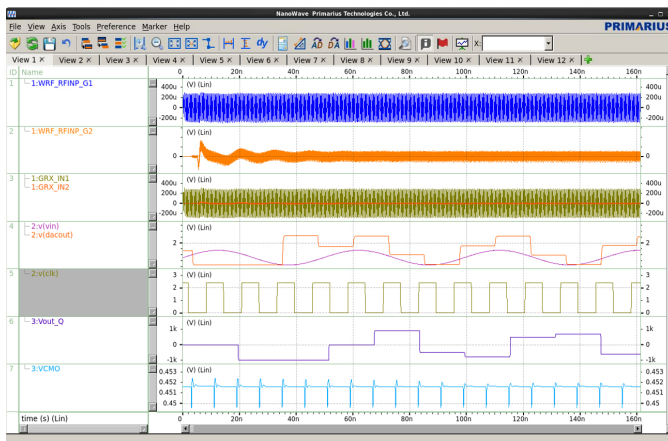 NanoWave Primarius Technologies Co., Ltd.
File View Axis Tools Preference Marker Help
PRIMARIUS
dy
X:
View 1 × View 2 × View 3 × View 4 × View 5 × View 6 × View 7 × View 8 × View 9 × View 10 × View 11 × View 12 ×
ID Name
0 20n 40n 60n 80n 100n 120n 140n 160n
1 1:WRF_RFINP_G1
(V) (Lin)
400u 400u
200u 200u
0 0
-200u -200u
2 1:WRF_RFINP_G2
(V) (Lin)
0 0
3 1:GRX_IN1
1:GRX_IN2
(V) (Lin)
400u 400u
200u 200u
0 0
-200u -200u
4 2:v(vin)
2:v(dacout)
(V) (Lin)
2 2
5 2:v(clk)
(V) (Lin)
3 3
2 2
1 1
0 0
6 3:Vout_Q
(V) (Lin)
1k 1k
0 0
-1k -1k
7 3:VCMO
(V) (Lin)
0.453 0.453
0.452 0.452
0.451 0.451
0.45 0.45
time (s) (Lin)
0 20n 40n 60n 80n 100n 120n 140n 160n